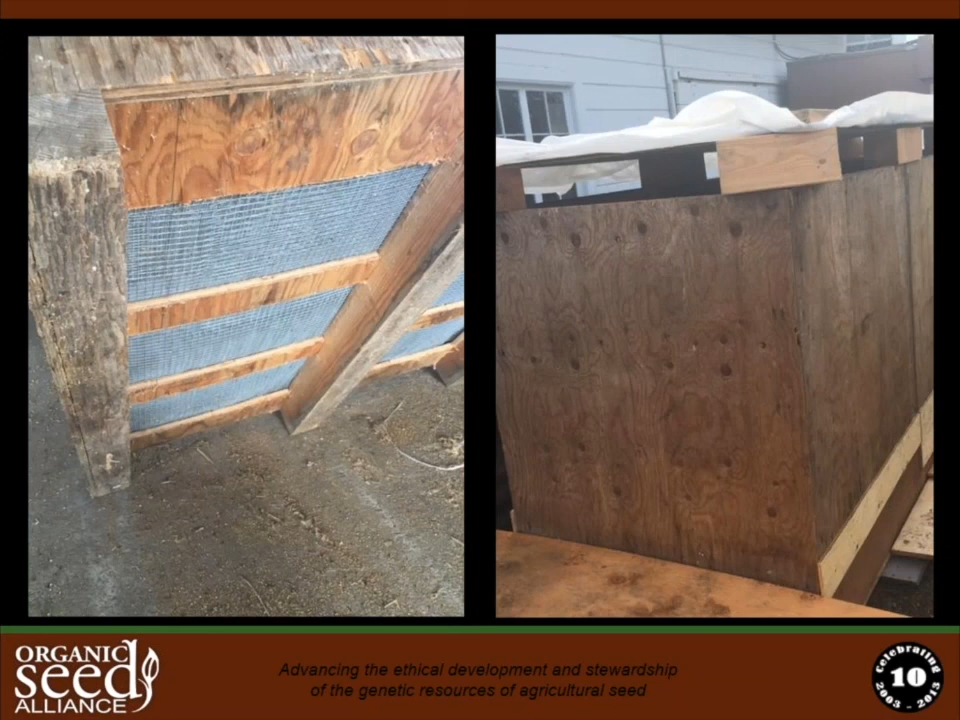 ORGANIC
seed
ALLIANCE
Advancing the ethical development and stewardship
of the genetic resources of agricultural seed
Celebrating
10
2003 - 2013